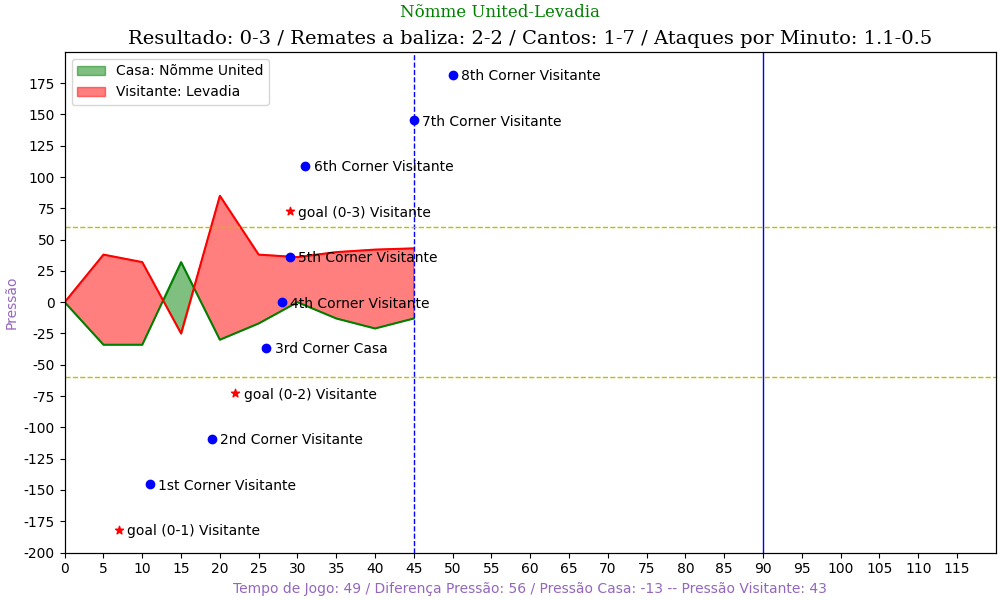 Nõmme United-Levadia
Resultado: 0-3 / Remates a baliza: 2-2 / Cantos: 1-7 / Ataques por Minuto: 1.1-0.5
Casa: Nõmme United
Visitante: Levadia
8th Corner Visitante
7th Corner Visitante
6th Corner Visitante
goal (0-3) Visitante
5th Corner Visitante
4th Corner Visitante
3rd Corner Casa
goal (0-2) Visitante
2nd Corner Visitante
1st Corner Visitante
goal (0-1) Visitante
Pressão
175
150
125
100
75
50
25
0
-25
-50
-75
-100
-125
-150
-175
-200
0 5 10 15 20 25 30 35 40 45 50 55 60 65 70 75 80 85 90 95 100 105 110 115
Tempo de Jogo: 49 / Diferença Pressão: 56 / Pressão Casa: -13 -- Pressão Visitante: 43